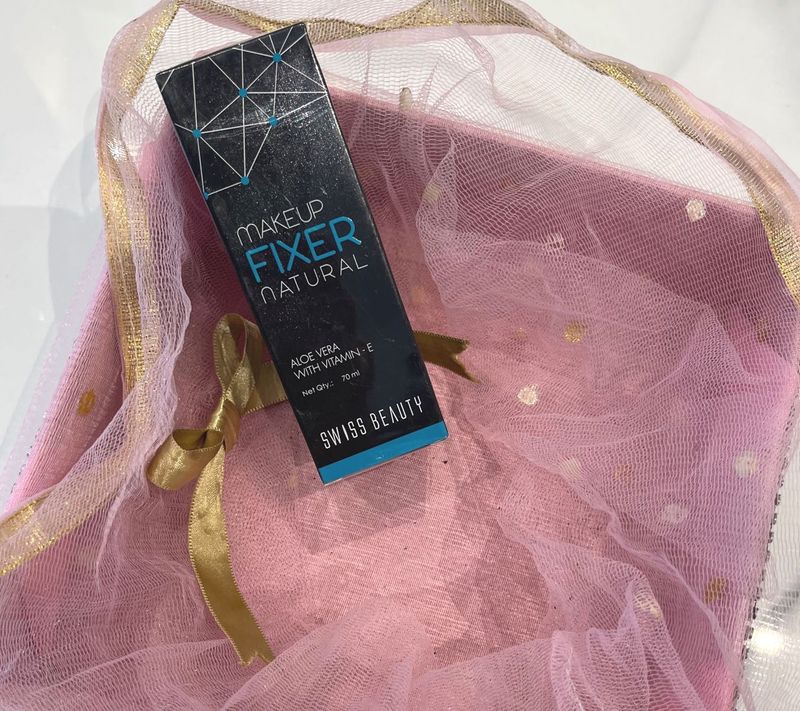 MAKEUP
FIXER
NATURAL
ALOE VERA
WITH VITAMIN - E
Net Qty.: 70 ml
SWISS BEAUTY